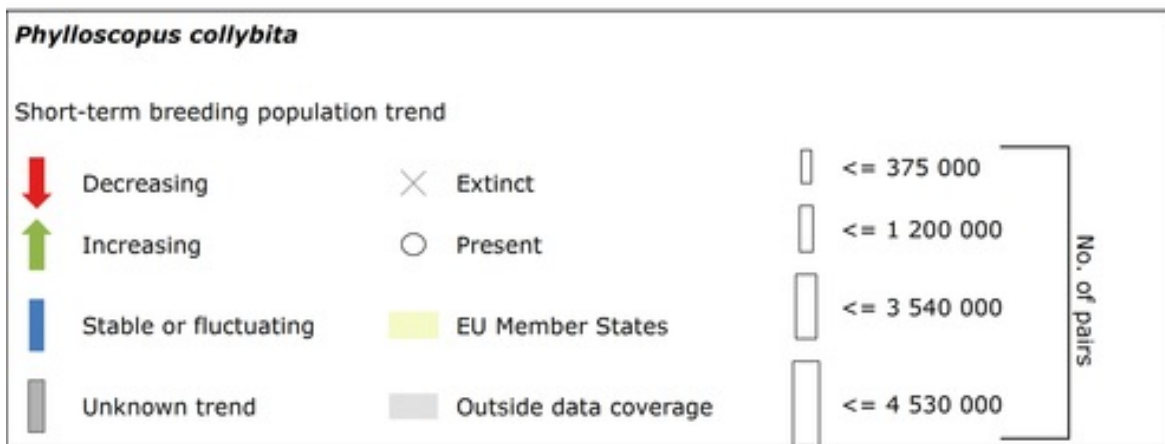 Phylloscopus collybita
Short-term breeding population trend
Decreasing
Increasing
Stable or fluctuating
Unknown trend
Extinct
Present
EU Member States
Outside data coverage
<= 375 000
<= 1 200 000
<= 3 540 000
<= 4 530 000
No. of pairs